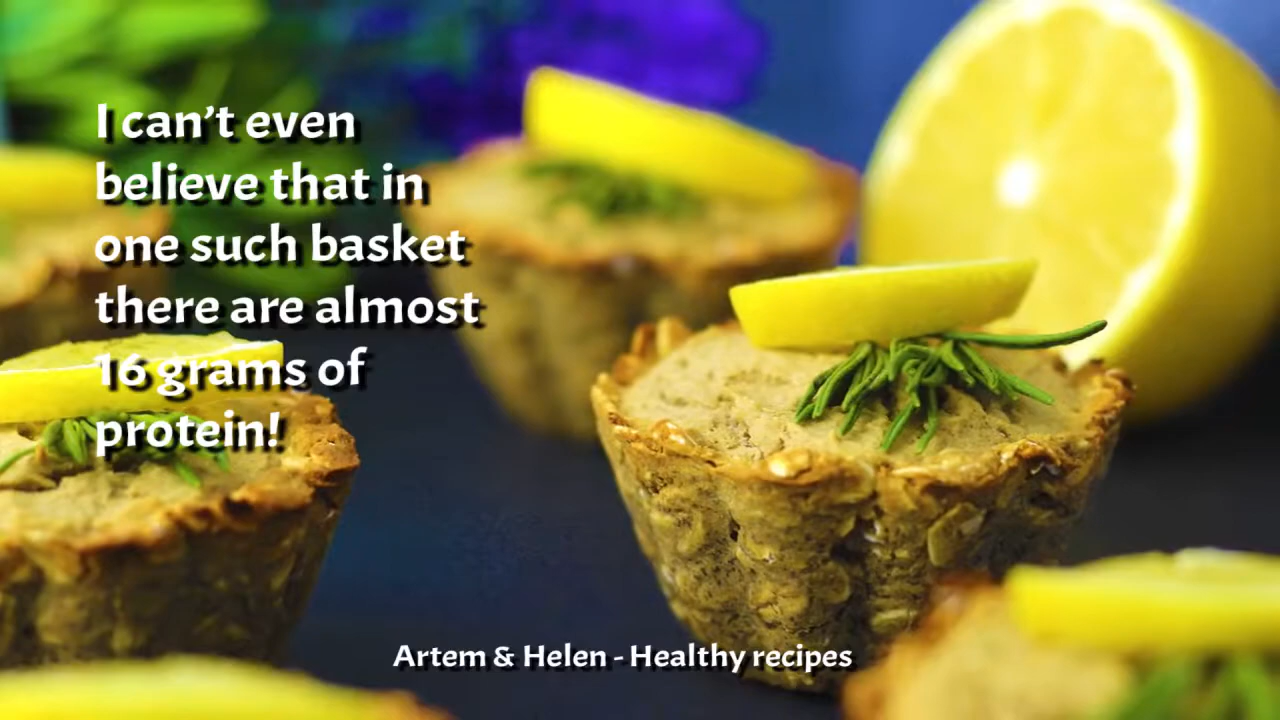 I can’t even
believe that in
one such basket
there are almost
16 grams of
protein!
Artem & Helen - Healthy recipes